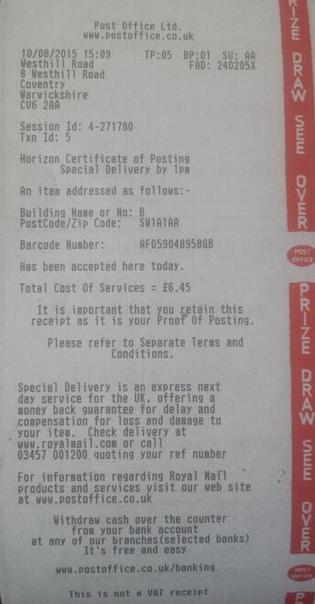 Post Office Ltd.
www.postoffice.co.uk
10/08/2015 15:09 TP:05 BP:01 SU: AA
Westhill Road FAD: 240205X
8 Westhill Road
Coventry
Warwickshire
CV6 2AA
Session Id: 4-271780
Txn Id: 5
Horizon Certificate of Posting
Special Delivery by 1pm
An item addressed as follows:-
Building Name or No: B
PostCode/Zip Code: SW1A1AA
Barcode Number: AF059048958GB
Has been accepted here today.
Total Cost Of Services = £6.45
It is important that you retain this
receipt as it is your Proof Of Posting.
Please refer to Separate Terms and
Conditions.
Special Delivery is an express next
day service for the UK, offering a
money back guarantee for delay and
compensation for loss and damage to
your item. Check delivery at
www.royalmail.com or call
03457 001200 quoting your ref number
For information regarding Royal Mail
products and services visit our web site
at www.postoffice.co.uk
Withdraw cash over the counter
from your bank account
at any of our branches(selected banks)
It's free and easy
www.postoffice.co.uk/banking
This is not a VAT receipt
RIZE DRAW SEE OVER
POST OFFICE
PRIZE DRAW SEE OVER
POST OFFICE
P